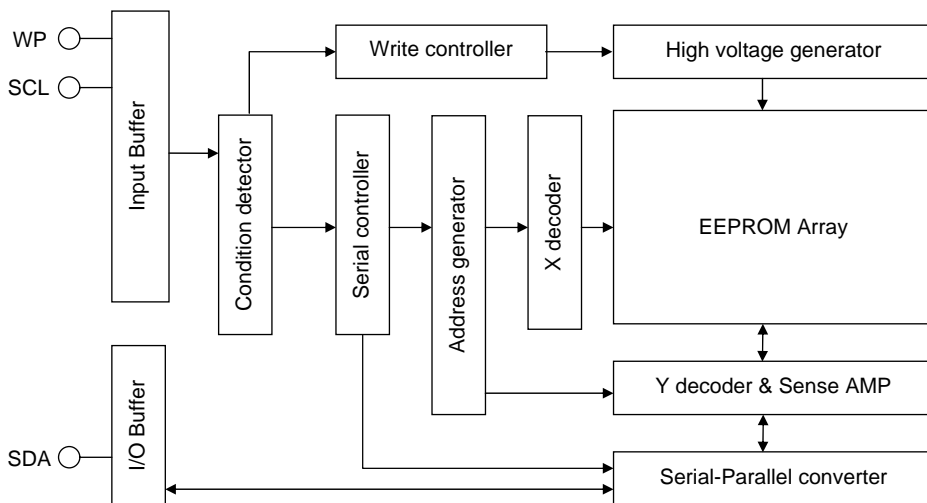 WP
SCL
Input Buffer
Condition detector
Write controller
High voltage generator
Serial controller
Address generator
X decoder
EEPROM Array
Y decoder & Sense AMP
SDA
I/O Buffer
Serial-Parallel converter